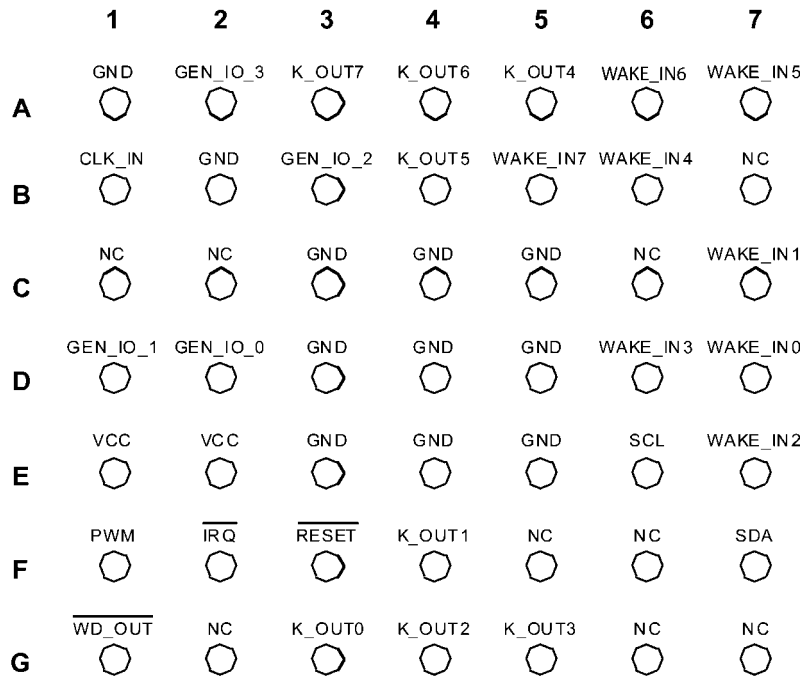 1 2 3 4 5 6 7
GND GEN_IO_3 K_OUT7 K_OUT6 K_OUT4 WAKE_IN6 WAKE_IN5
A
CLK_IN GND GEN_IO_2 K_OUT5 WAKE_IN7 WAKE_IN4 NC
B
NC NC GND GND GND NC WAKE_IN1
C
GEN_IO_1 GEN_IO_0 GND GND GND WAKE_IN3 WAKE_IN0
D
VCC VCC GND GND GND SCL WAKE_IN2
E
PWM IRQ RESET K_OUT1 NC NC SDA
F
WD_OUT NC K_OUT0 K_OUT2 K_OUT3 NC NC
G